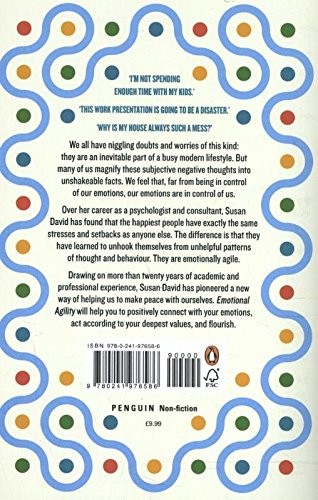 'I'M NOT SPENDING
ENOUGH TIME WITH MY KIDS.'
'THIS WORK PRESENTATION IS GOING TO BE A DISASTER.'
'WHY IS MY HOUSE ALWAYS SUCH A MESS?'
We all have niggling doubts and worries of this kind:
they are an inevitable part of a busy modern lifestyle. But
many of us magnify these subjective negative thoughts into
unshakeable facts. We feel that, far from being in control
of our emotions, our emotions are in control of us.
Over her career as a psychologist and consultant, Susan
David has found that the happiest people have exactly the same
stresses and setbacks as anyone else. The difference is that they
have learned to unhook themselves from unhelpful patterns
of thought and behaviour. They are emotionally agile.
Drawing on more than twenty years of academic and
professional experience, Susan David has pioneered a new
way of helping us to make peace with ourselves. Emotional
Agility will help you to positively connect with your emotions,
act according to your deepest values, and flourish.
ISBN 978-0-241-97658-6
90000
9 780241 976586
FSC
PENGUIN Non-fiction
£9.99